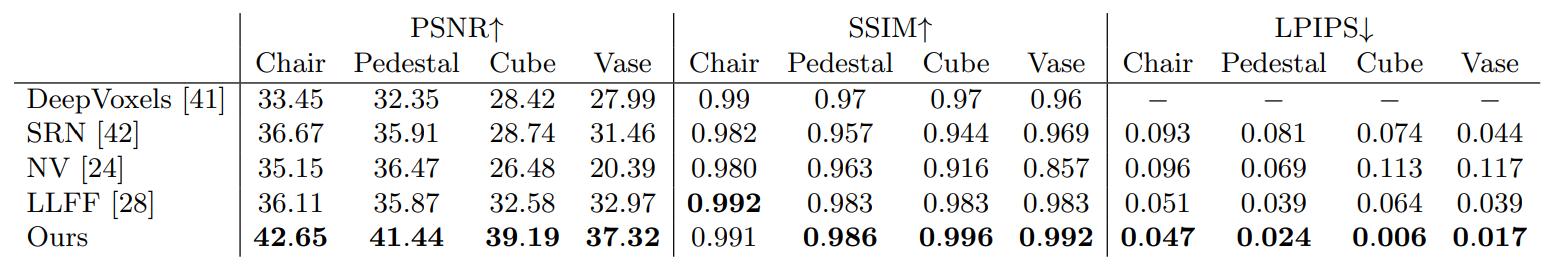 PSNR↑ SSIM↑ LPIPS↓
Chair Pedestal Cube Vase Chair Pedestal Cube Vase Chair Pedestal Cube Vase
DeepVoxels [41] 33.45 32.35 28.42 27.99 0.99 0.97 0.97 0.96 − − − −
SRN [42] 36.67 35.91 28.74 31.46 0.982 0.957 0.944 0.969 0.093 0.081 0.074 0.044
NV [24] 35.15 36.47 26.48 20.39 0.980 0.963 0.916 0.857 0.096 0.069 0.113 0.117
LLFF [28] 36.11 35.87 32.58 32.97 0.992 0.983 0.983 0.983 0.051 0.039 0.064 0.039
Ours 42.65 41.44 39.19 37.32 0.991 0.986 0.996 0.992 0.047 0.024 0.006 0.017